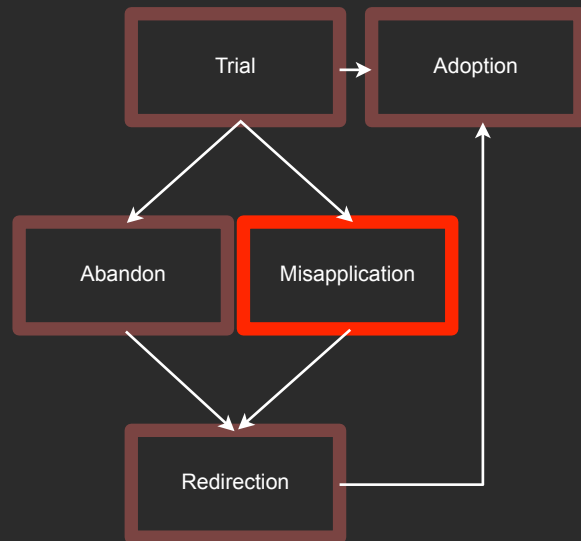 Trial
Adoption
Abandon
Misapplication
Redirection